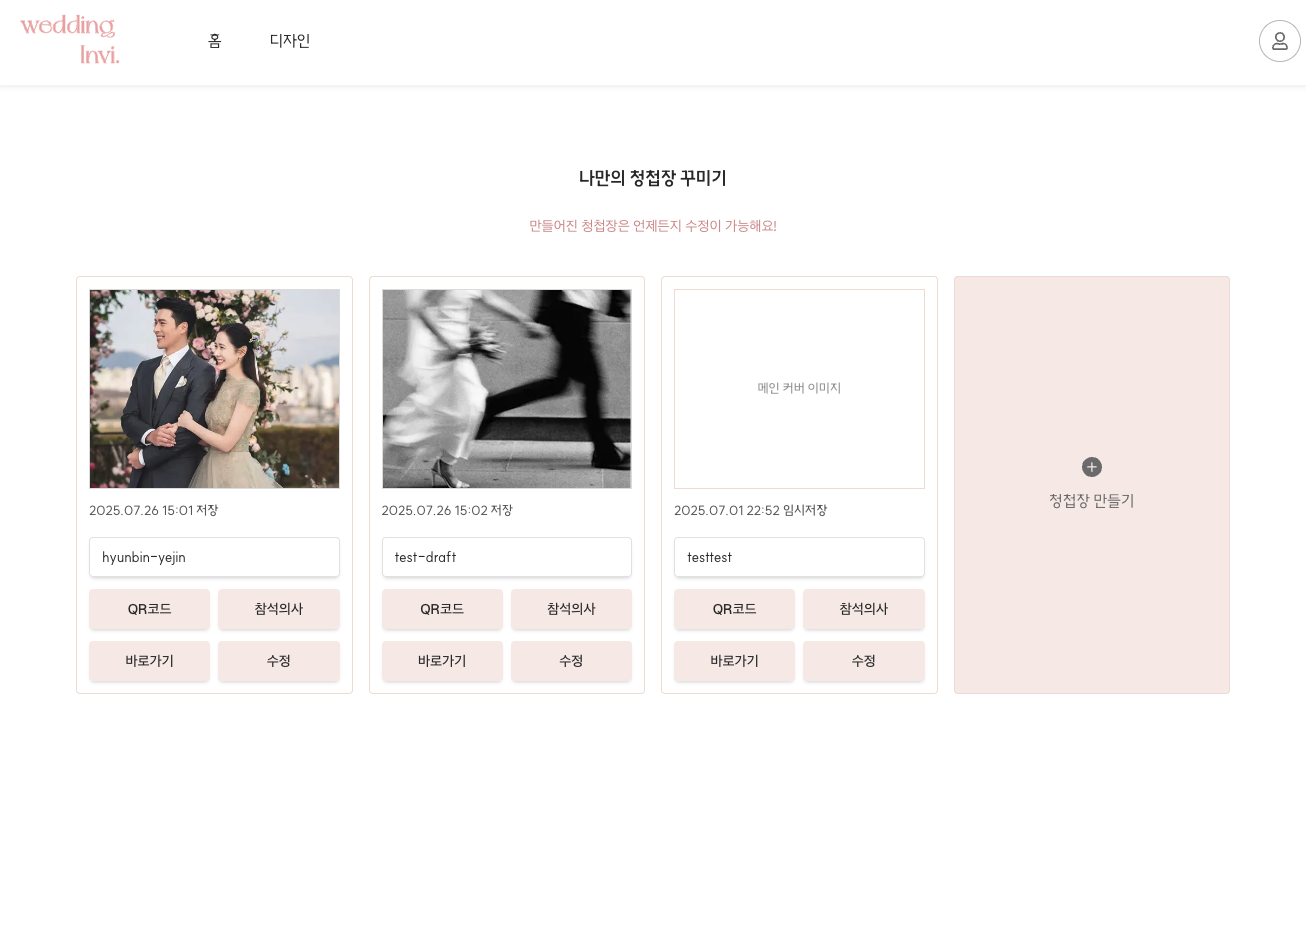 wedding
Invi.
홈
디자인
나만의 청첩장 꾸미기
만들어진 청첩장은 언제든지 수정이 가능해요!
2025.07.26 15:01 저장
hyunbin-yejin
QR코드
참석의사
바로가기
수정
2025.07.26 15:02 저장
test-draft
QR코드
참석의사
바로가기
수정
메인 커버 이미지
2025.07.01 22:52 임시저장
testtest
QR코드
참석의사
바로가기
수정
청첩장 만들기